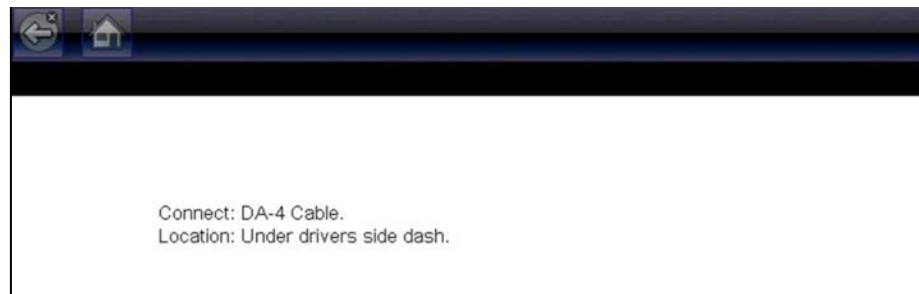 Connect: DA-4 Cable.
Location: Under drivers side dash.